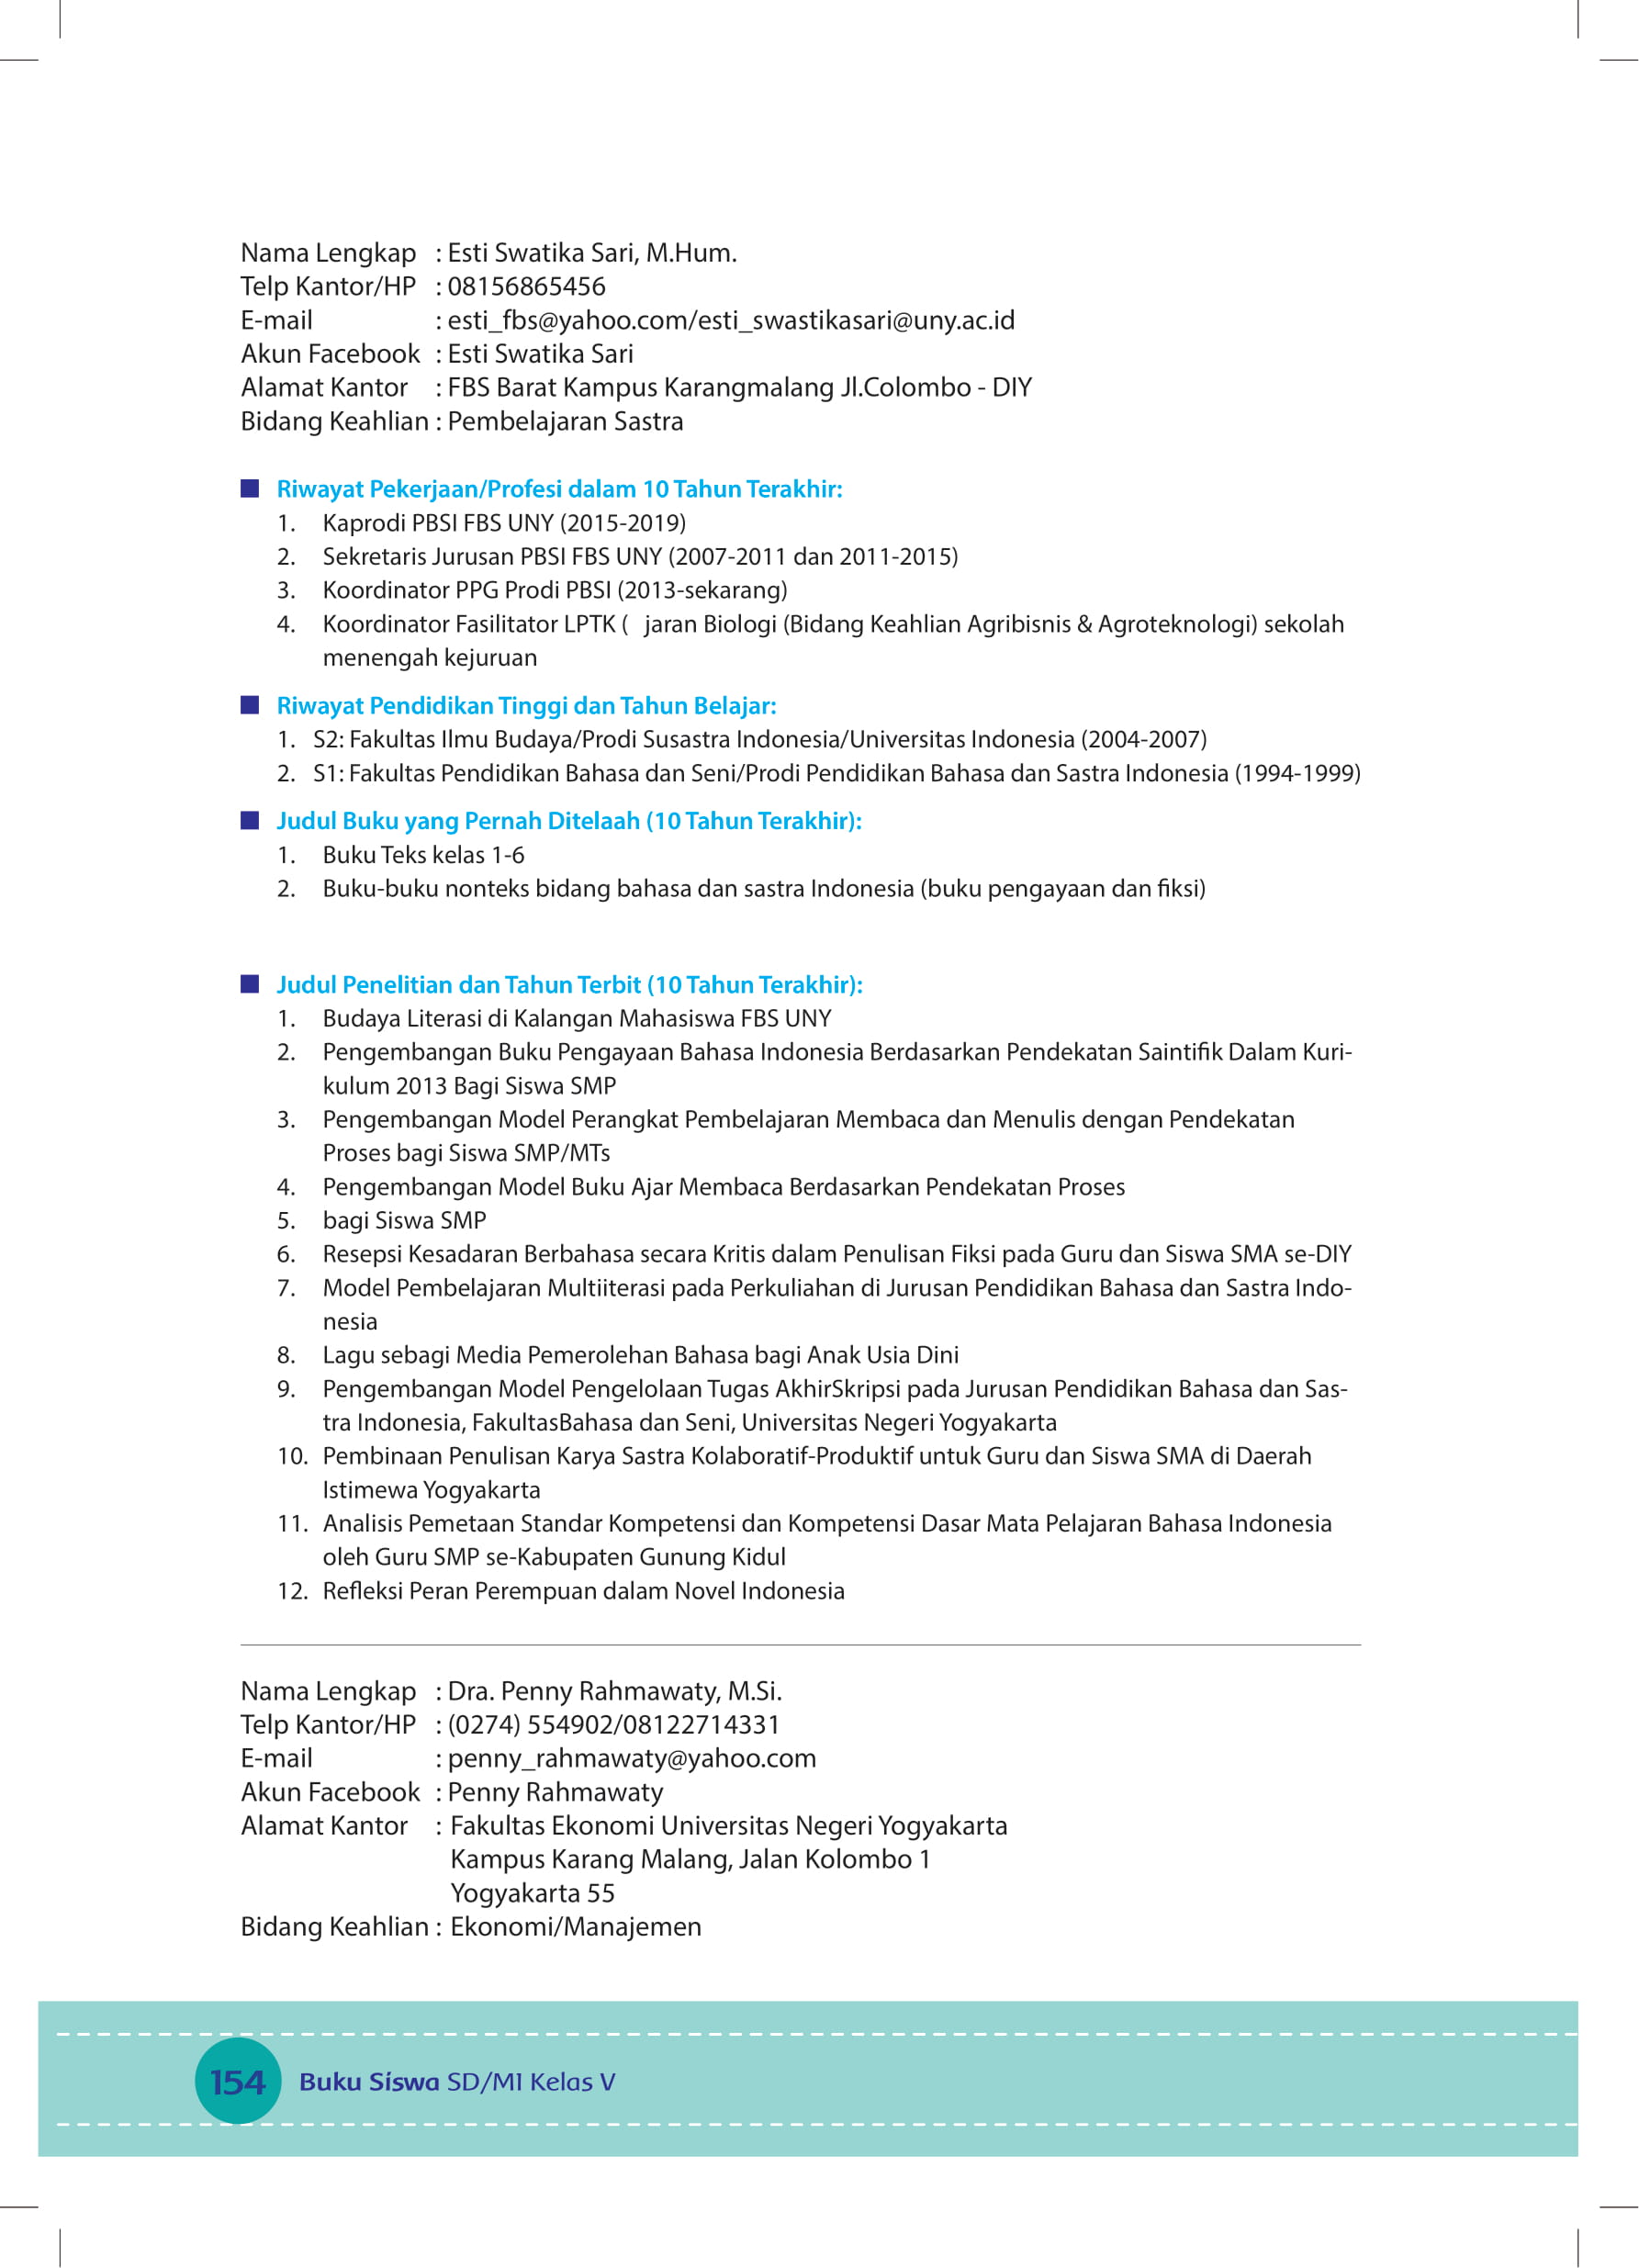 Nama Lengkap : Esti Swatika Sari, M.Hum.
Telp Kantor/HP : 08156865456
E-mail : esti_fbs@yahoo.com/esti_swastikasari@uny.ac.id
Akun Facebook : Esti Swatika Sari
Alamat Kantor : FBS Barat Kampus Karangmalang Jl.Colombo - DIY
Bidang Keahlian : Pembelajaran Sastra
Riwayat Pekerjaan/Profesi dalam 10 Tahun Terakhir:
1. Kaprodi PBSI FBS UNY (2015-2019)
2. Sekretaris Jurusan PBSI FBS UNY (2007-2011 dan 2011-2015)
3. Koordinator PPG Prodi PBSI (2013-sekarang)
4. Koordinator Fasilitator LPTK ( jaran Biologi (Bidang Keahlian Agribisnis & Agroteknologi) sekolah
menengah kejuruan
Riwayat Pendidikan Tinggi dan Tahun Belajar:
1. S2: Fakultas Ilmu Budaya/Prodi Susastra Indonesia/Universitas Indonesia (2004-2007)
2. S1: Fakultas Pendidikan Bahasa dan Seni/Prodi Pendidikan Bahasa dan Sastra Indonesia (1994-1999)
Judul Buku yang Pernah Ditelaah (10 Tahun Terakhir):
1. Buku Teks kelas 1-6
2. Buku-buku nonteks bidang bahasa dan sastra Indonesia (buku pengayaan dan fiksi)
Judul Penelitian dan Tahun Terbit (10 Tahun Terakhir):
1. Budaya Literasi di Kalangan Mahasiswa FBS UNY
2. Pengembangan Buku Pengayaan Bahasa Indonesia Berdasarkan Pendekatan Saintifik Dalam Kuri-
kulum 2013 Bagi Siswa SMP
3. Pengembangan Model Perangkat Pembelajaran Membaca dan Menulis dengan Pendekatan
Proses bagi Siswa SMP/MTs
4. Pengembangan Model Buku Ajar Membaca Berdasarkan Pendekatan Proses
5. bagi Siswa SMP
6. Resepsi Kesadaran Berbahasa secara Kritis dalam Penulisan Fiksi pada Guru dan Siswa SMA se-DIY
7. Model Pembelajaran Multiiterasi pada Perkuliahan di Jurusan Pendidikan Bahasa dan Sastra Indo-
nesia
8. Lagu sebagi Media Pemerolehan Bahasa bagi Anak Usia Dini
9. Pengembangan Model Pengelolaan Tugas AkhirSkripsi pada Jurusan Pendidikan Bahasa dan Sas-
tra Indonesia, FakultasBahasa dan Seni, Universitas Negeri Yogyakarta
10. Pembinaan Penulisan Karya Sastra Kolaboratif-Produktif untuk Guru dan Siswa SMA di Daerah
Istimewa Yogyakarta
11. Analisis Pemetaan Standar Kompetensi dan Kompetensi Dasar Mata Pelajaran Bahasa Indonesia
oleh Guru SMP se-Kabupaten Gunung Kidul
12. Refleksi Peran Perempuan dalam Novel Indonesia
Nama Lengkap : Dra. Penny Rahmawaty, M.Si.
Telp Kantor/HP : (0274) 554902/08122714331
E-mail : penny_rahmawaty@yahoo.com
Akun Facebook : Penny Rahmawaty
Alamat Kantor : Fakultas Ekonomi Universitas Negeri Yogyakarta
Kampus Karang Malang, Jalan Kolombo 1
Yogyakarta 55
Bidang Keahlian : Ekonomi/Manajemen
154 Buku Siswa SD/MI Kelas V